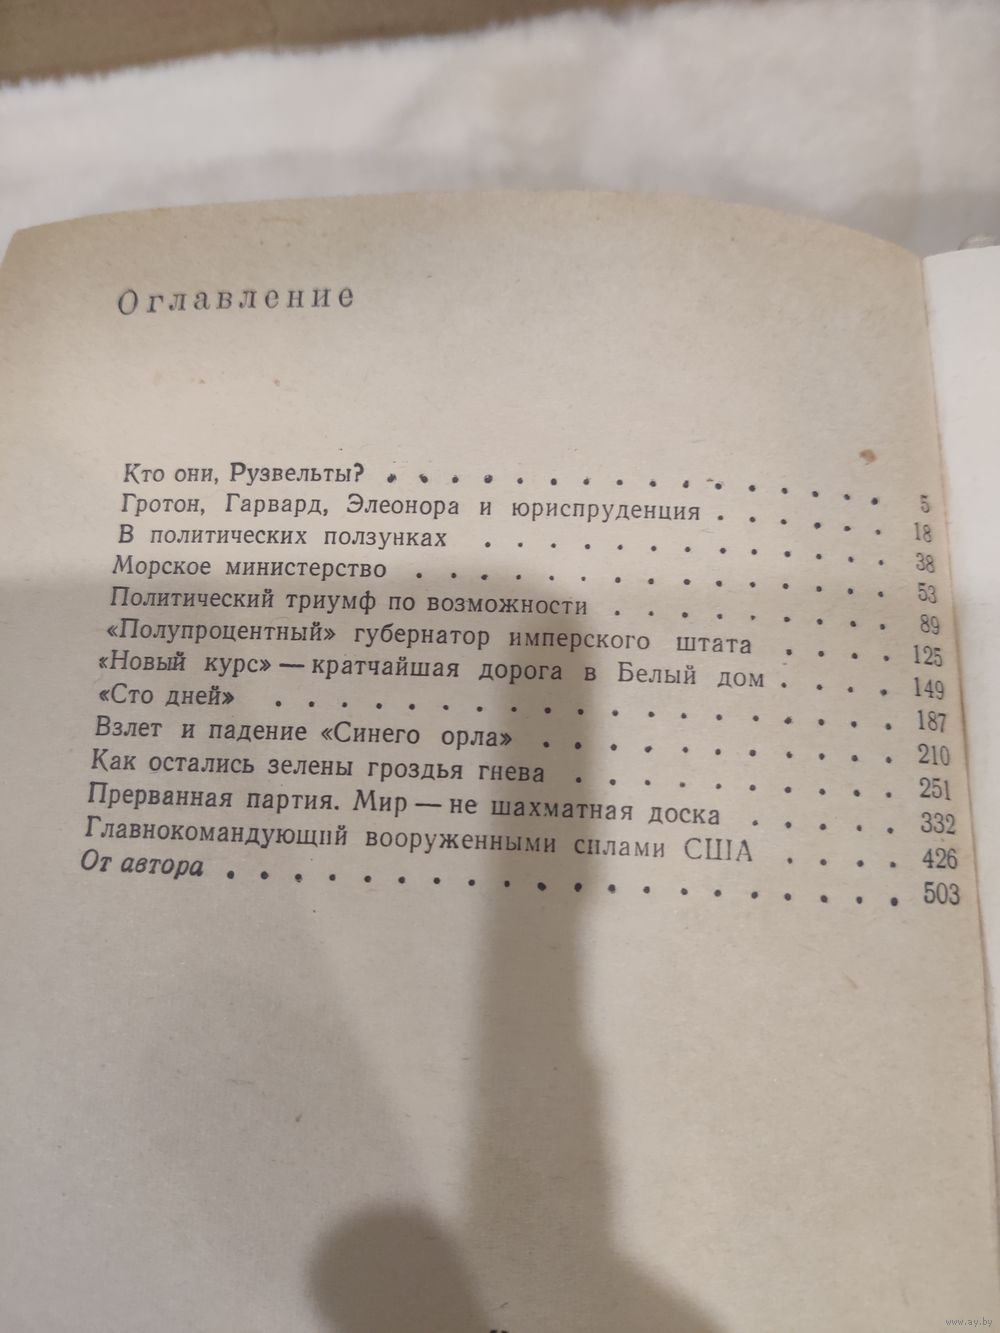 Оглавление
Кто они, Рузвельты? . . . . . . . . . . . . . . . . 5
Гротон, Гарвард, Элеонора и юриспруденция . . . . . . 18
В политических ползунках . . . . . . . . . . . . . 38
Морское министерство . . . . . . . . . . . . . . . 53
Политический триумф по возможности . . . . . . . . . 89
«Полупроцентный» губернатор имперского штата . . . . 125
«Новый курс» — кратчайшая дорога в Белый дом . . . . 149
«Сто дней» . . . . . . . . . . . . . . . . . . . 187
Взлет и падение «Синего орла» . . . . . . . . . . . 210
Как остались зелены гроздья гнева . . . . . . . . . . 251
Прерванная партия. Мир — не шахматная доска . . . . . 332
Главнокомандующий вооруженными силами США . . . . 426
От автора . . . . . . . . . . . . . . . . . . . . 503
www.ay.by